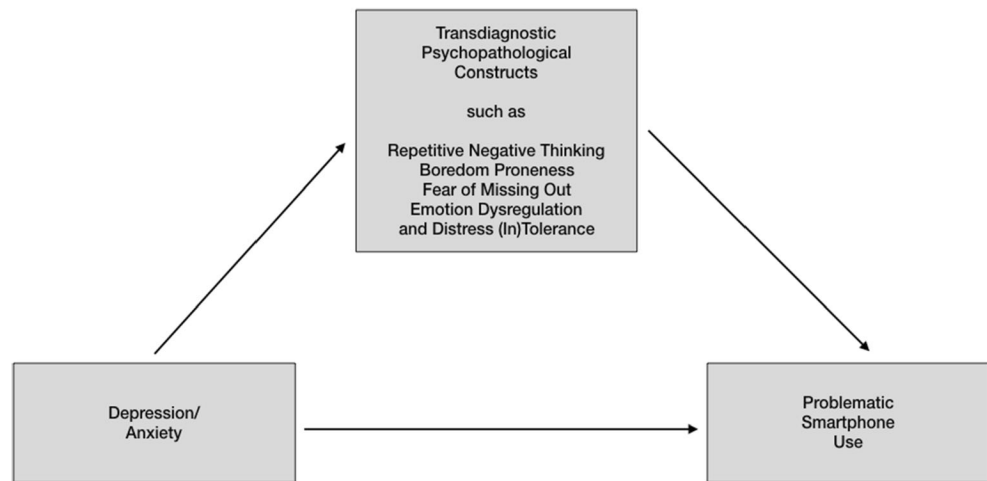 Transdiagnostic
Psychopathological
Constructs
such as
Repetitive Negative Thinking
Boredom Proneness
Fear of Missing Out
Emotion Dysregulation
and Distress (In)Tolerance
Depression/
Anxiety
Problematic
Smartphone
Use